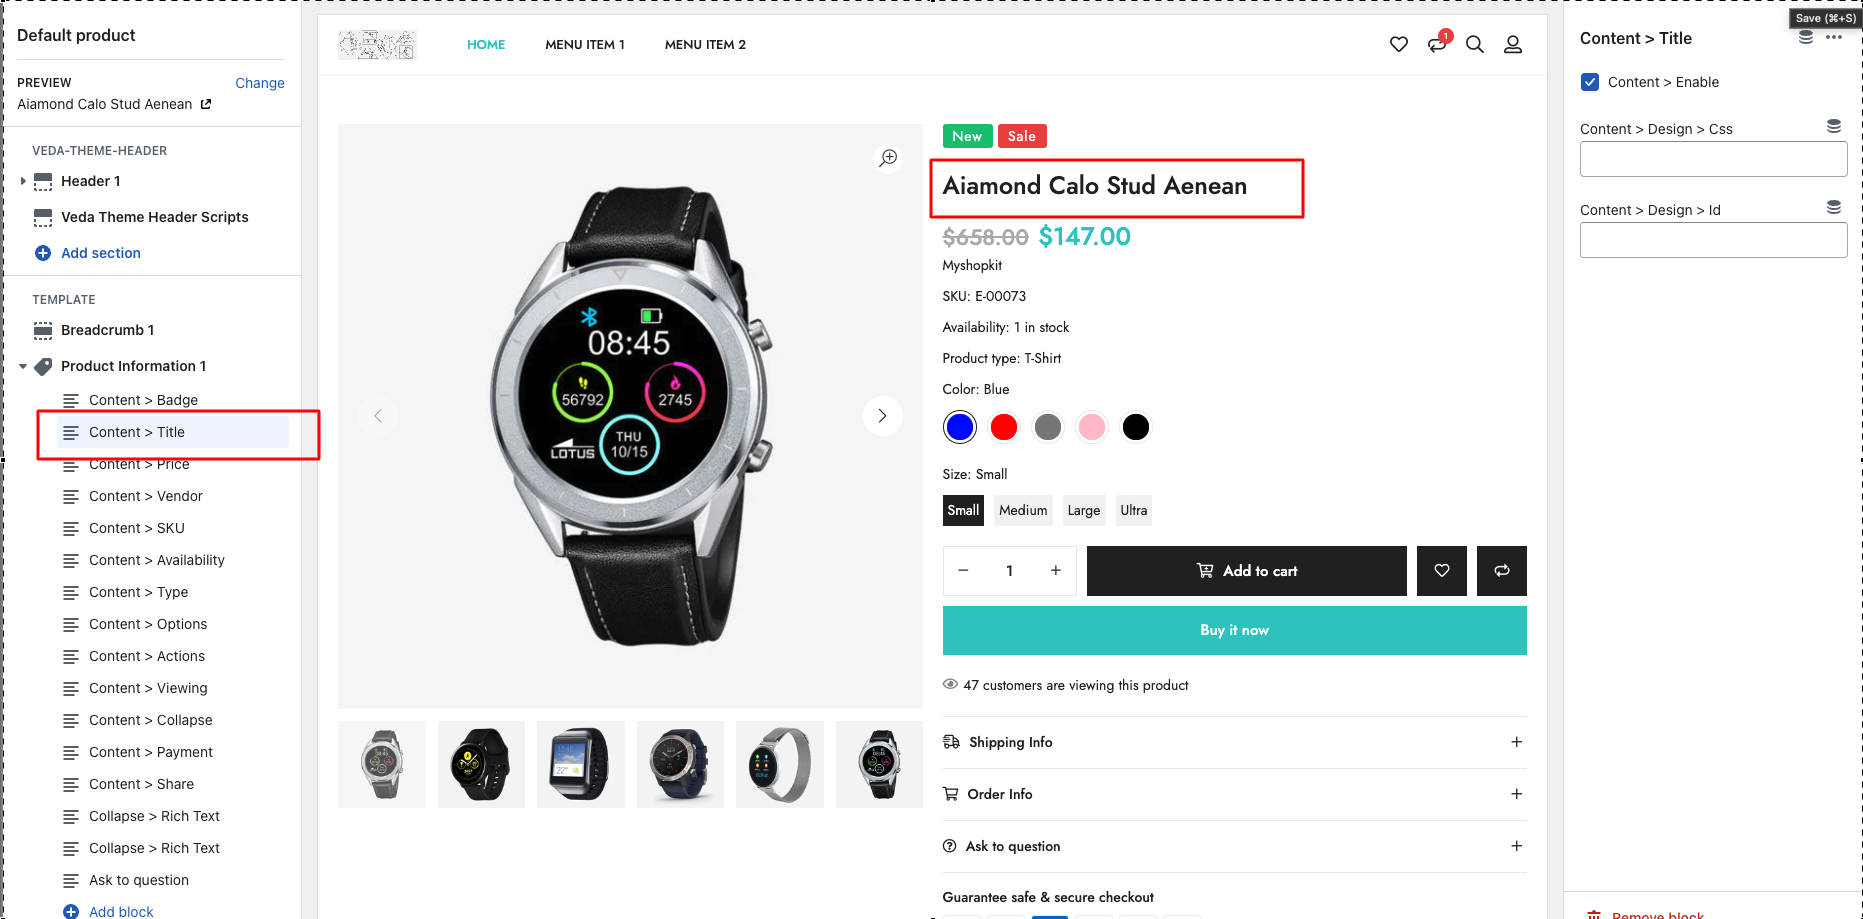 Default product
PREVIEW
Change
Aiamond Calo Stud Aenean
VEDA-THEME-HEADER
Header 1
Veda Theme Header Scripts
Add section
TEMPLATE
Breadcrumb 1
Product Information 1
Content > Badge
Content > Title
Content > Price
Content > Vendor
Content > SKU
Content > Availability
Content > Type
Content > Options
Content > Actions
Content > Viewing
Content > Collapse
Content > Payment
Content > Share
Collapse > Rich Text
Collapse > Rich Text
Ask to question
Add block
HOME
MENU ITEM 1
MENU ITEM 2
1
08:45
56792
2745
THU
10/15
LOTUS
New
Sale
Aiamond Calo Stud Aenean
$658.00 $147.00
Myshopkit
SKU: E-00073
Availability: 1 in stock
Product type: T-Shirt
Color: Blue
Size: Small
Small
Medium
Large
Ultra
− 1 +
Add to cart
Buy it now
47 customers are viewing this product
Shipping Info +
Order Info +
Ask to question +
Guarantee safe & secure checkout
Save (⌘+S)
Content > Title
Content > Enable
Content > Design > Css
Content > Design > Id
Remove block